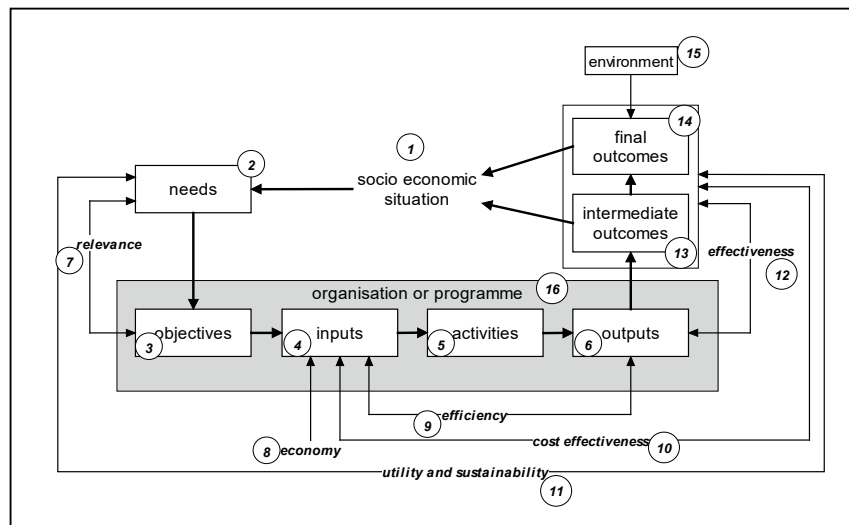 environment 15
14
final
outcomes
1
socio economic
situation
2
needs
intermediate
outcomes
13
relevance
7
effectiveness
12
organisation or programme 16
objectives
3
inputs
4
activities
5
outputs
6
efficiency
9
cost effectiveness 10
8 economy
utility and sustainability
11